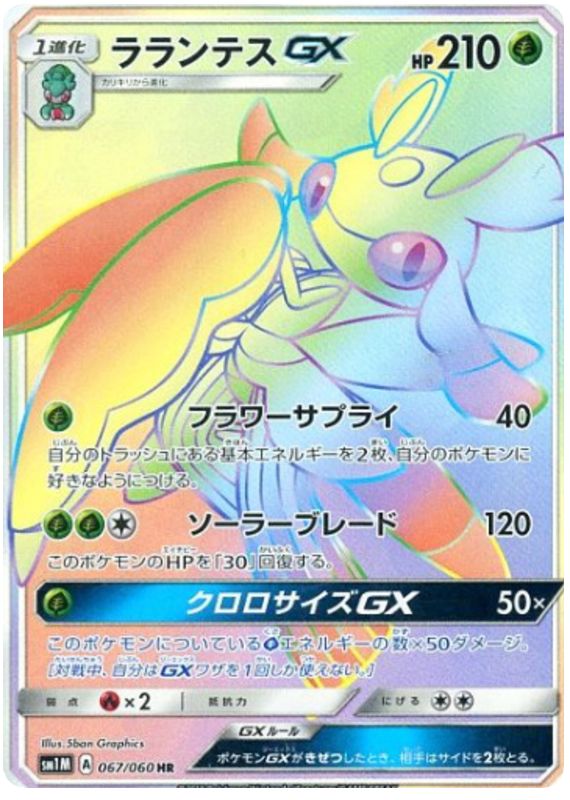 1進化 ラランテスGX HP210
カリキリから進化
フラワーサプライ 40
自分のトラッシュにある基本エネルギーを2枚、自分のポケモンに
好きなようにつける。
ソーラーブレード 120
このポケモンのHPを「30」回復する。
クロロサイズGX 50×
このポケモンについているエネルギーの数×50ダメージ。
[対戦中、自分はGXワザを1回しか使えない。]
弱点 ×2 抵抗力 にげる
GXルール
Illus. 5ban Graphics
ポケモンGXがきぜつしたとき、相手はサイドを2枚とる。
sm1M A 067/060 HR